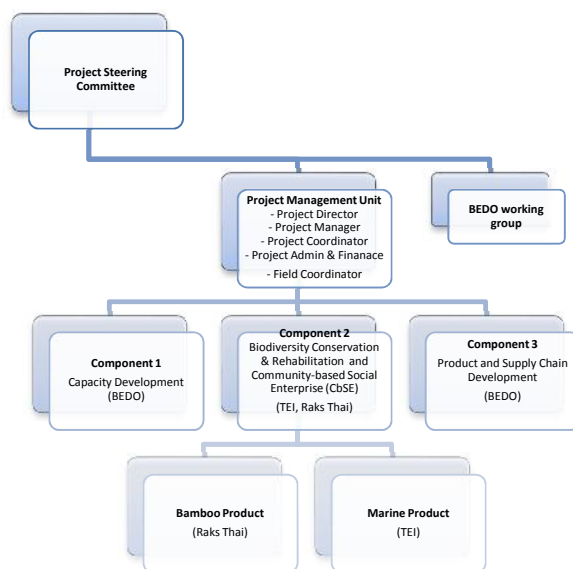 Project Steering
Committee
Project Management Unit
- Project Director
- Project Manager
- Project Coordinator
- Project Admin & Finanace
- Field Coordinator
BEDO working
group
Component 1
Capacity Development
(BEDO)
Component 2
Biodiversity Conservation
& Rehabilitation and
Community-based Social
Enterprise (CbSE)
(TEI, Raks Thai)
Component 3
Product and Supply Chain
Development
(BEDO)
Bamboo Product
(Raks Thai)
Marine Product
(TEI)